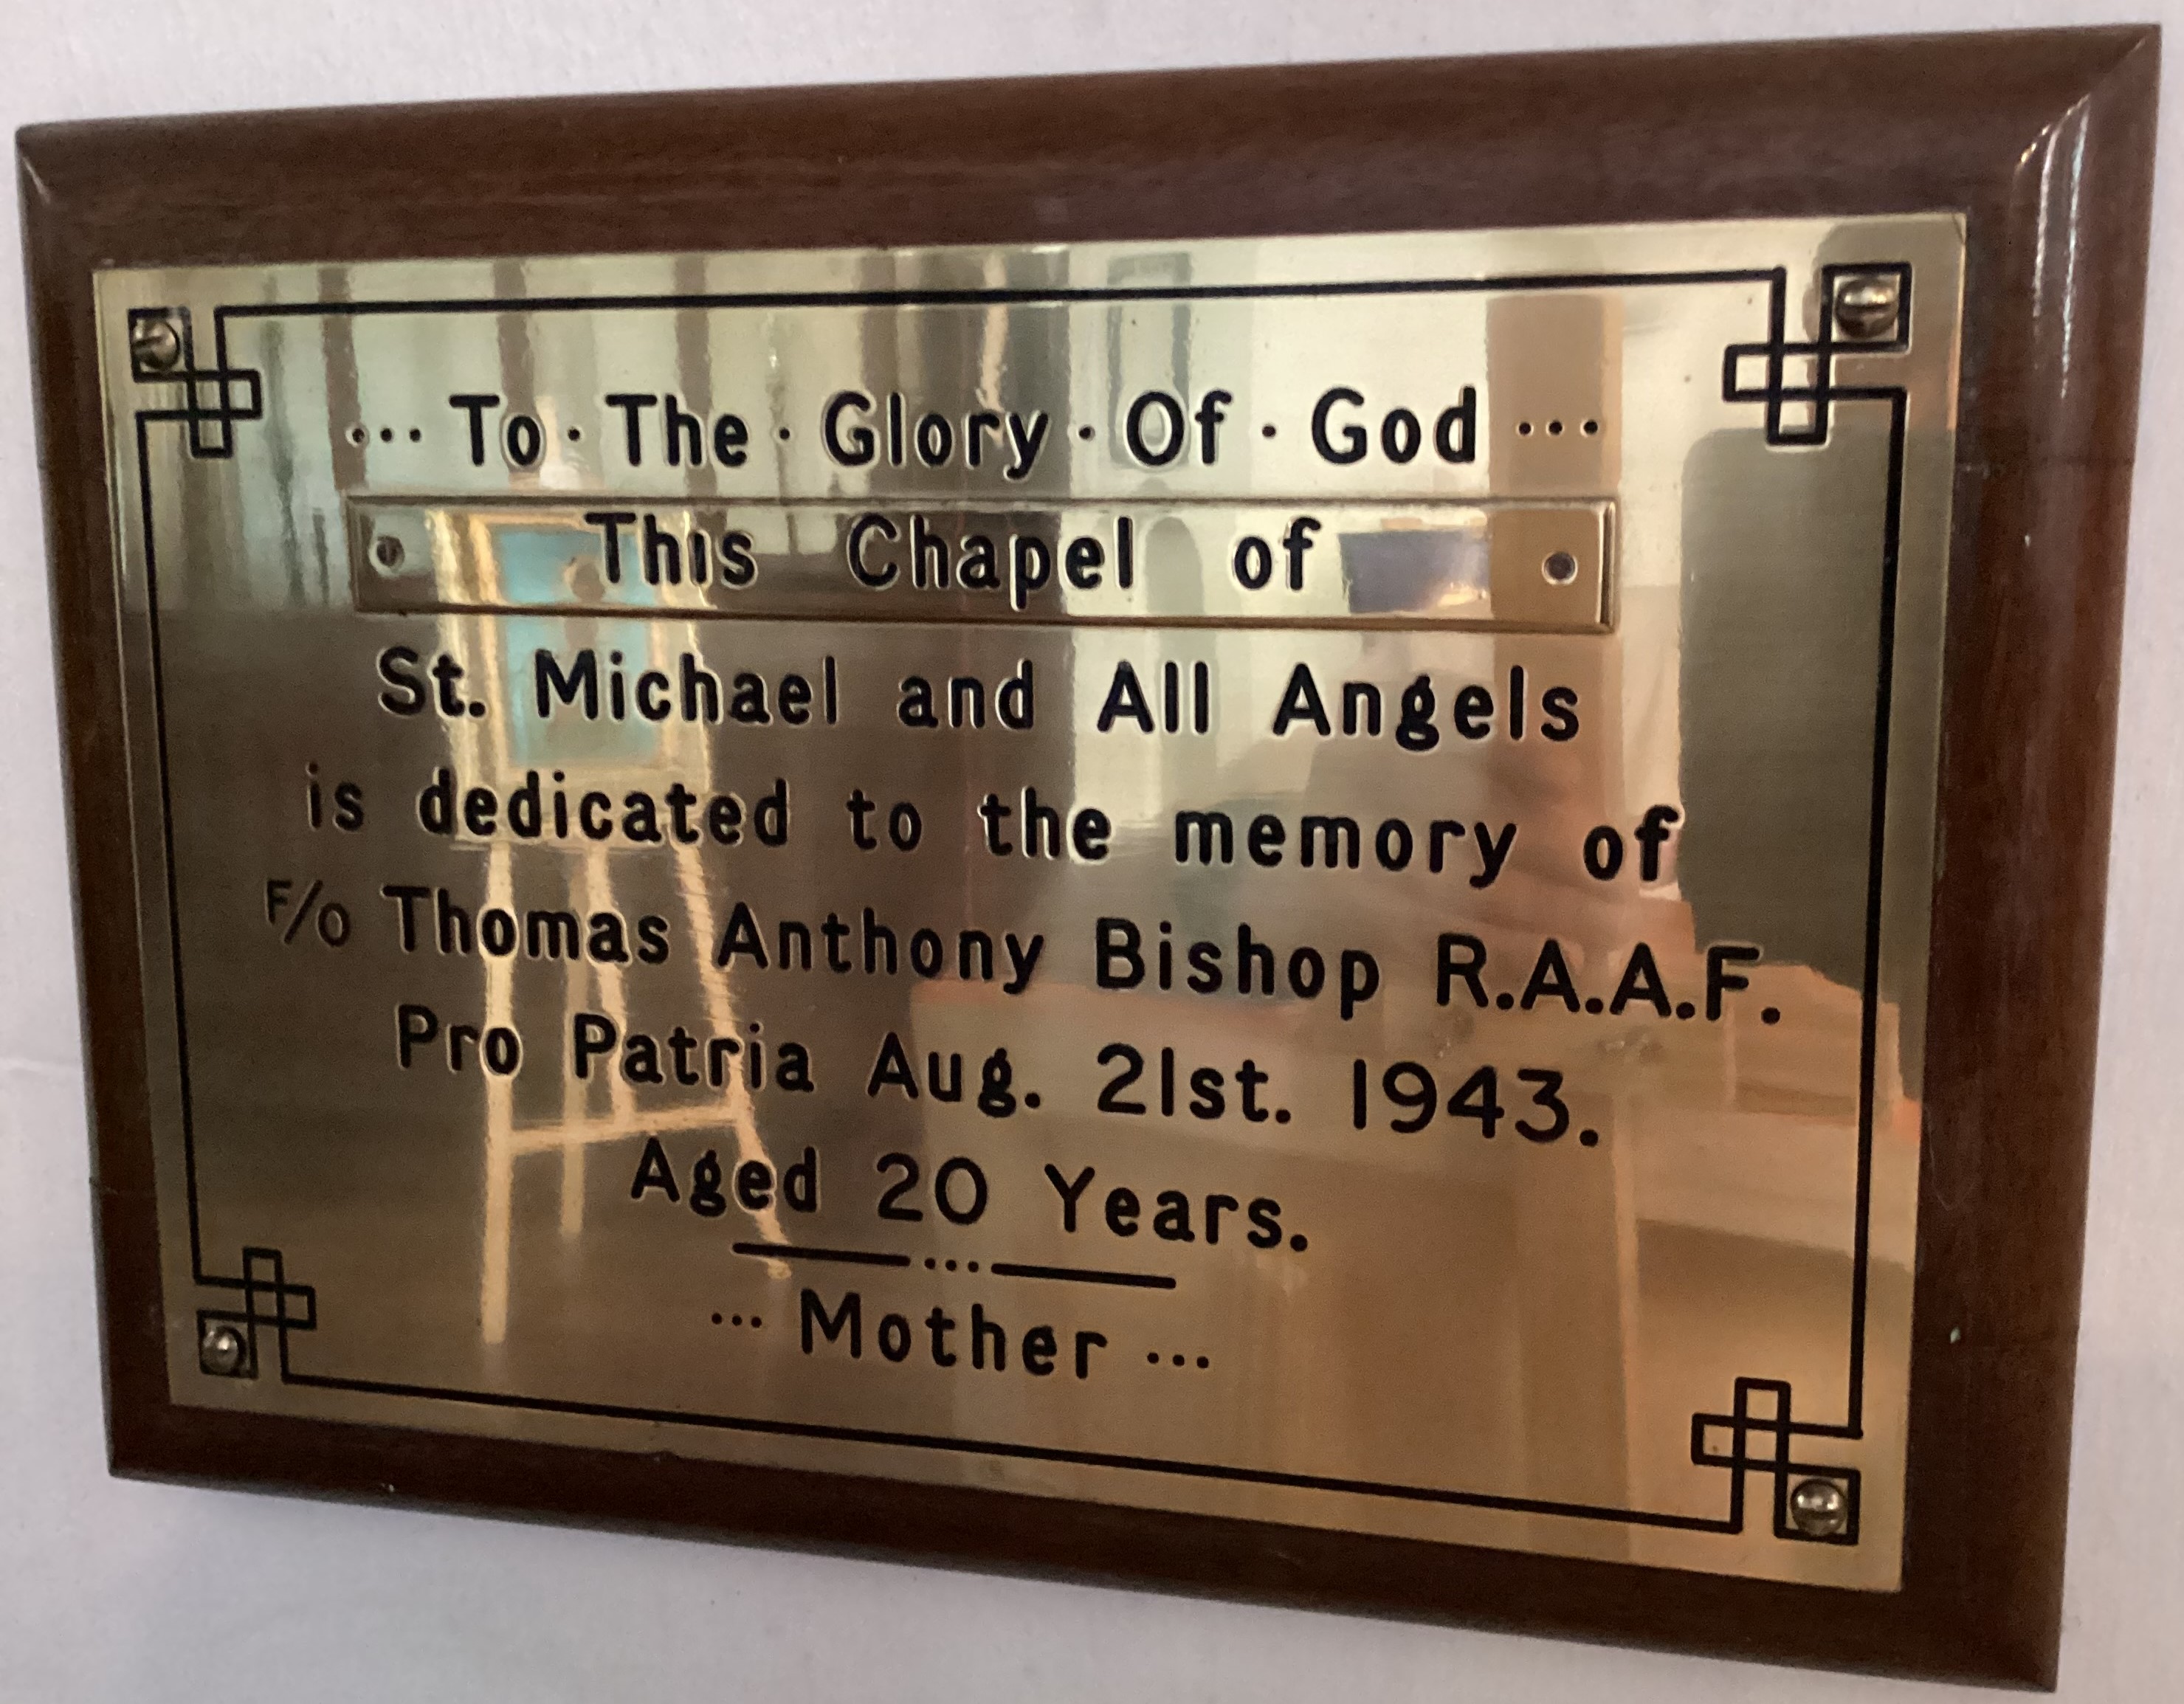 ... To · The · Glory · Of · God ...
This Chapel of
St. Michael and All Angels
is dedicated to the memory of
F/O Thomas Anthony Bishop R.A.A.F.
Pro Patria Aug. 21st. 1943.
Aged 20 Years.
... Mother ...